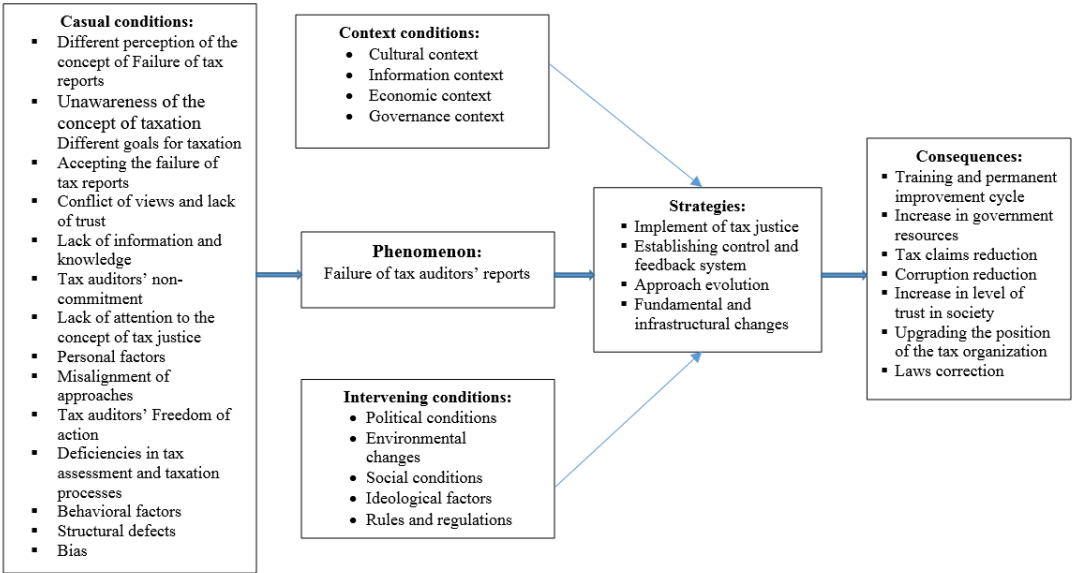 Casual conditions:
▪ Different perception of the
concept of Failure of tax
reports
▪ Unawareness of the
concept of taxation
Different goals for taxation
▪ Accepting the failure of
tax reports
▪ Conflict of views and lack
of trust
▪ Lack of information and
knowledge
▪ Tax auditors’ non-
commitment
▪ Lack of attention to the
concept of tax justice
▪ Personal factors
▪ Misalignment of
approaches
▪ Tax auditors’ Freedom of
action
▪ Deficiencies in tax
assessment and taxation
processes
▪ Behavioral factors
▪ Structural defects
▪ Bias
Context conditions:
• Cultural context
• Information context
• Economic context
• Governance context
Phenomenon:
Failure of tax auditors’ reports
Intervening conditions:
• Political conditions
• Environmental
changes
• Social conditions
• Ideological factors
• Rules and regulations
Strategies:
▪ Implement of tax justice
▪ Establishing control and
feedback system
▪ Approach evolution
▪ Fundamental and
infrastructural changes
Consequences:
▪ Training and permanent
improvement cycle
▪ Increase in government
resources
▪ Tax claims reduction
▪ Corruption reduction
▪ Increase in level of
trust in society
▪ Upgrading the position
of the tax organization
▪ Laws correction